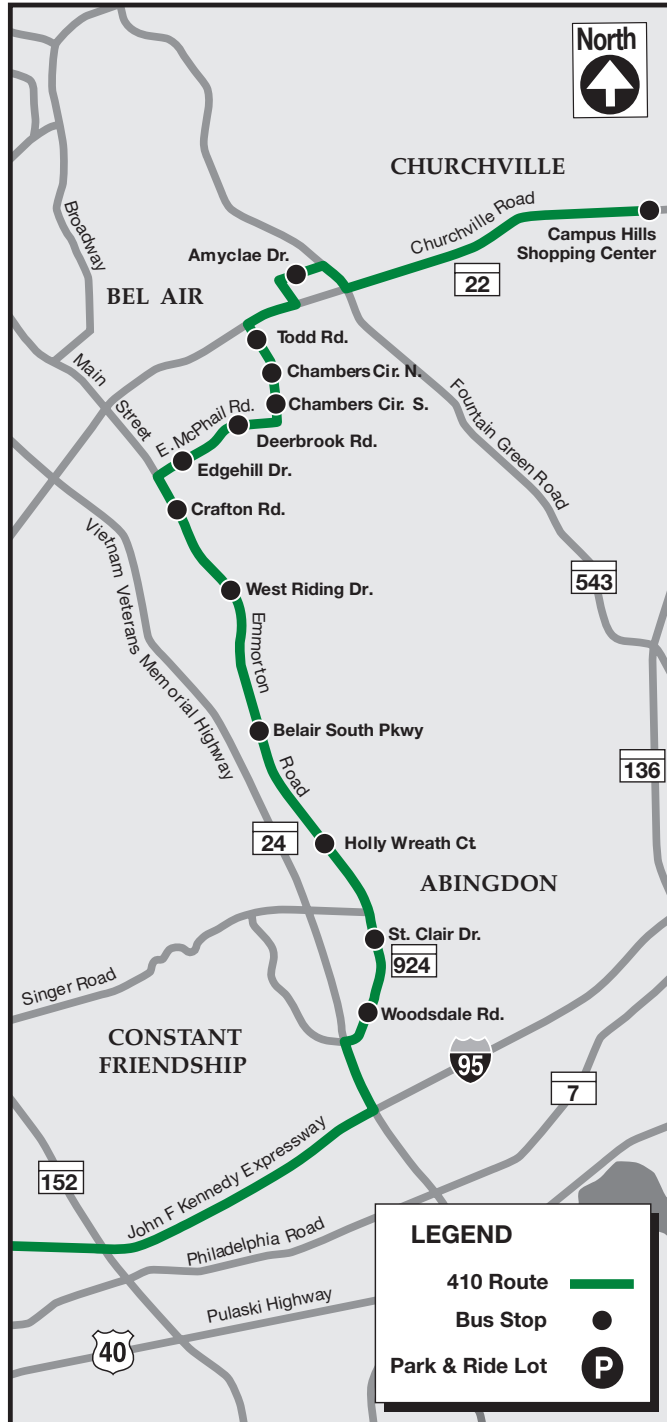 North
CHURCHVILLE
Churchville Road
Campus Hills
Shopping Center
22
Amyclae Dr.
Broadway
BEL AIR
Todd Rd.
Main
Street
Chambers Cir. N.
Chambers Cir. S.
E. McPhail Rd.
Deerbrook Rd.
Edgehill Dr.
Fountain Green Road
Crafton Rd.
Vietnam Veterans
Memorial Highway
543
West Riding Dr.
Emmorton
Road
Belair South Pkwy
136
24
Holly Wreath Ct.
ABINGDON
St. Clair Dr.
924
Singer Road
Woodsdale Rd.
CONSTANT
FRIENDSHIP
95
7
152
John F Kennedy Expressway
Philadelphia Road
Pulaski Highway
40
LEGEND
410 Route
Bus Stop
Park & Ride Lot
P